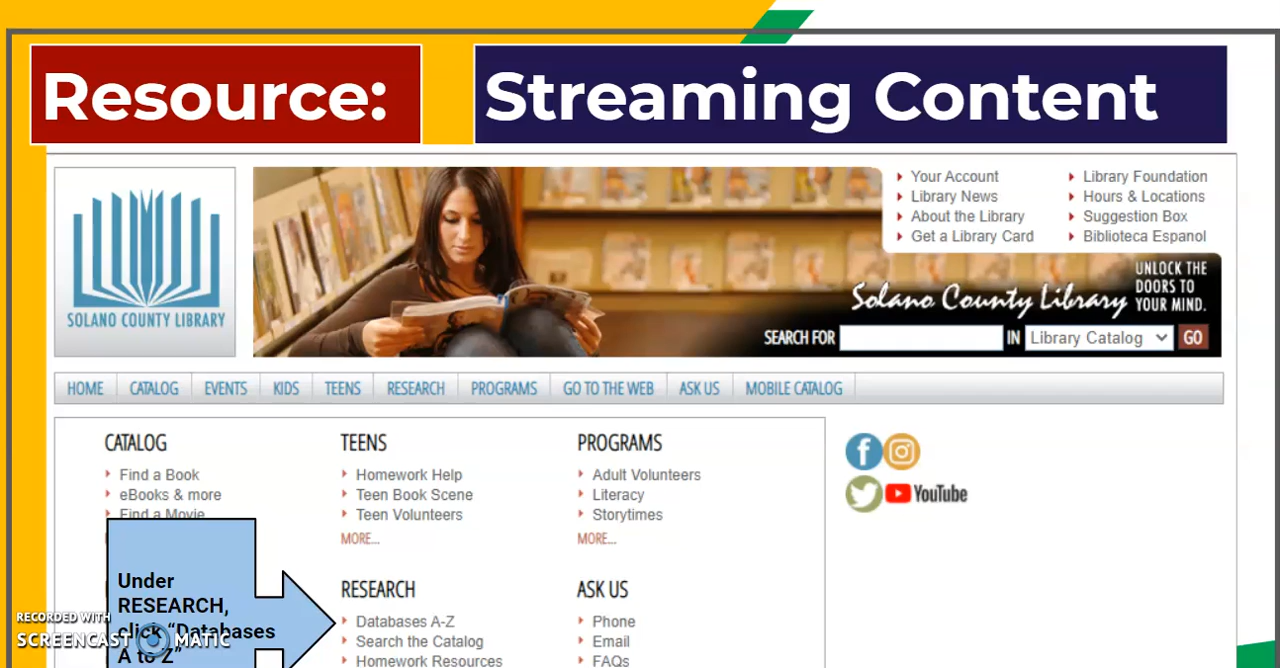 Resource: Streaming Content
SOLANO COUNTY LIBRARY
Your Account
Library News
About the Library
Get a Library Card
Library Foundation
Hours & Locations
Suggestion Box
Biblioteca Espanol
UNLOCK THE
DOORS TO
YOUR MIND.
Solano County Library
SEARCH FOR IN Library Catalog GO
HOME CATALOG EVENTS KIDS TEENS RESEARCH PROGRAMS GO TO THE WEB ASK US MOBILE CATALOG
CATALOG
Find a Book
eBooks & more
Find a Movie
TEENS
Homework Help
Teen Book Scene
Teen Volunteers
MORE...
PROGRAMS
Adult Volunteers
Literacy
Storytimes
MORE...
YouTube
Under
RESEARCH,
click “Databases
A to Z”
RESEARCH
Databases A-Z
Search the Catalog
Homework Resources
ASK US
Phone
Email
FAQs
RECORDED WITH
SCREENCAST MATIC